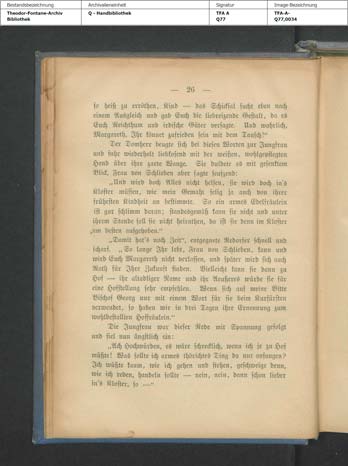 Bestandsbezeichnung Archivalieneinheit Signatur Image-Bezeichnung
Theodor-Fontane-Archiv Q - Handbibliothek TFA A TFA-A-
Bibliothek Q77 Q77,0034
— 26 —
so heiß zu erröthen, Kind — das Schicksal sucht eben nach
einem Ausgleich und gab Euch die liebreizende Gestalt, da es
Euch Reichthum und irdische Güter versagte. Und wahrlich,
Margareth, Ihr könnet zufrieden sein mit dem Tausch!“
Der Domherr beugte sich bei diesen Worten zur Jungfrau
und fuhr wiederholt liebkosend mit der weißen, wohlgepflegten
Hand über ihre zarte Wange. Sie duldete es mit gesenktem
Blick, Frau von Schlieben aber sagte seufzend:
„Und wird doch Alles nicht helfen, sie wird doch in's
Kloster müssen, wie mein Gemahl selig ja auch von ihrer
frühesten Kindheit an bestimmte. So ein armes Edelfräulein
ist gar schlimm daran; standesgemäß kann sie nicht und unter
ihrem Stande soll sie nicht heirathen, da ist sie denn im Kloster
am besten aufgehoben.“
„Damit hat's noch Zeit“, entgegnete Redorfer schnell und
scharf. „So lange Ihr lebt, Frau von Schlieben, kann und
wird Euch Margareth nicht verlassen, und später wird sich auch
Rath für Ihre Zukunft finden. Vielleicht kann sie dann zu
Hof — ihr altadliger Name und ihr Aeußeres würde sie für
eine Hofstellung sehr empfehlen. Wenn sich auf meine Bitte
Bischof Georg nur mit einem Wort für sie beim Kurfürsten
verwendet, so haben wir in drei Tagen ihre Ernennung zum
wohlbestallten Hoffräulein.“
Die Jungfrau war dieser Rede mit Spannung gefolgt
und fiel nun ängstlich ein:
„Ach Hochwürden, es wäre schrecklich, wenn ich je zu Hof
müßte! Was sollte ich armes thörichtes Ding da nur anfangen?
Ich wüßte kaum, wie ich gehen und stehen, geschweige denn,
wie ich reden, handeln sollte — nein, nein, dann schon lieber
in's Kloster, so —“